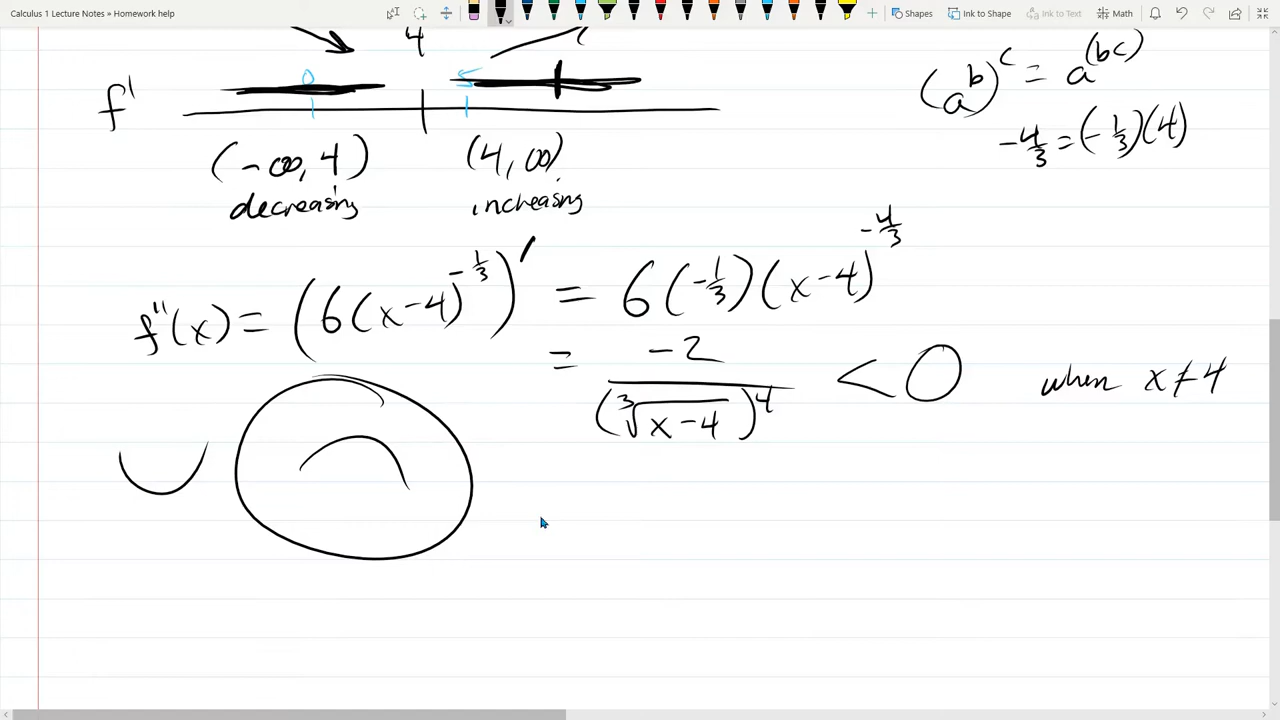 Calculus 1 Lecture Notes » Homework help
Shapes Ink to Shape Ink to Text Math
4
(a^b)^c = a^(bc)
-4/3 = (-1/3)(4)
0
f'
(-∞, 4) (4, ∞)
decreasing increasing
f''(x) = (6(x-4)^-1/3)' = 6(-1/3)(x-4)^-4/3
= -2/(∛(x-4))^4 < 0 when x ≠ 4